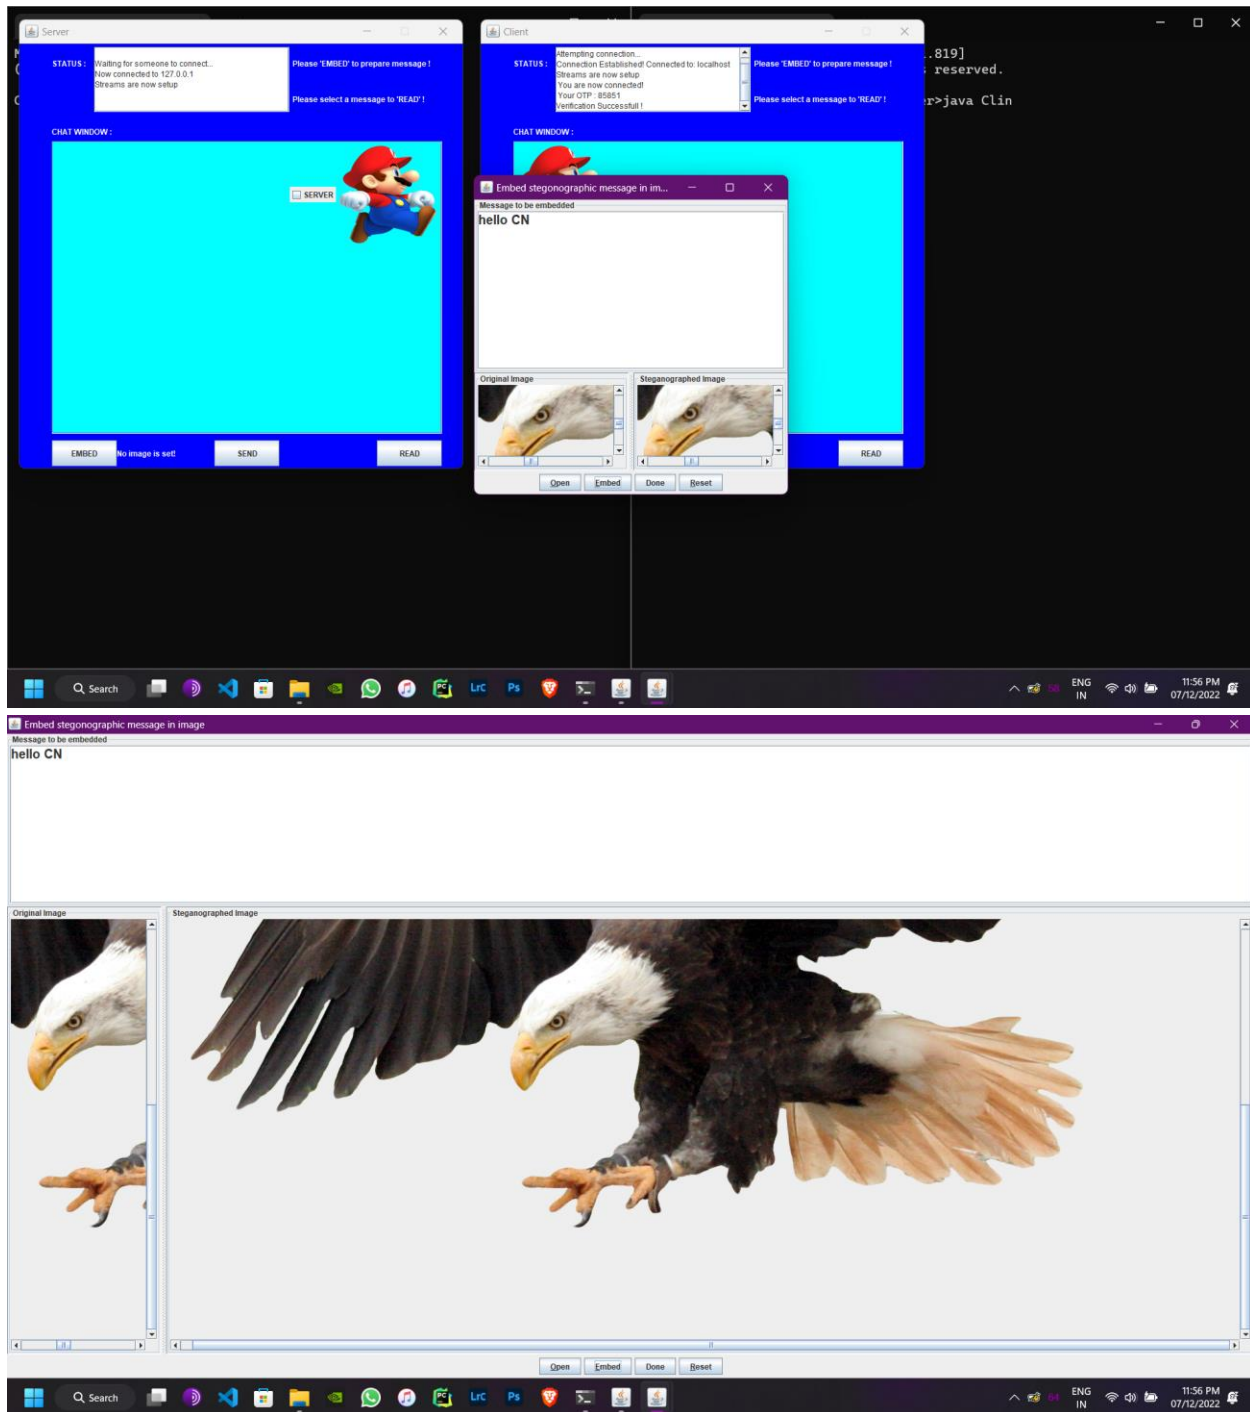 Server
Client
.819]
reserved.
r>java Clin
STATUS :
Waiting for someone to connect...
Now connected to 127.0.0.1
Streams are now setup
Please 'EMBED' to prepare message !
Please select a message to 'READ' !
CHAT WINDOW :
SERVER
EMBED
No image is set!
SEND
READ
STATUS :
Attempting connection...
Connection Established! Connected to: localhost
Streams are now setup
You are now connected!
Your OTP : 85851
Verification Successfull !
Please 'EMBED' to prepare message !
Please select a message to 'READ' !
CHAT WINDOW :
READ
Embed stegonographic message in im...
Message to be embedded
hello CN
Original Image
Steganographed Image
Open
Embed
Done
Reset
Search
LrC
Ps
ENG
IN
11:56 PM
07/12/2022
Embed stegonographic message in image
Message to be embedded
hello CN
Original Image
Steganographed Image
Open
Embed
Done
Reset
Search
LrC
Ps
ENG
IN
11:56 PM
07/12/2022